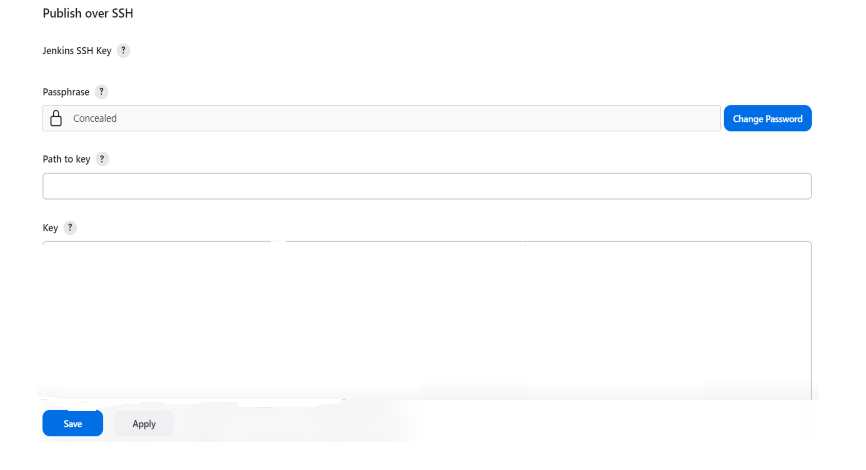 Publish over SSH
Jenkins SSH Key ?
Passphrase ?
Concealed
Change Password
Path to key ?
Key ?
Save
Apply